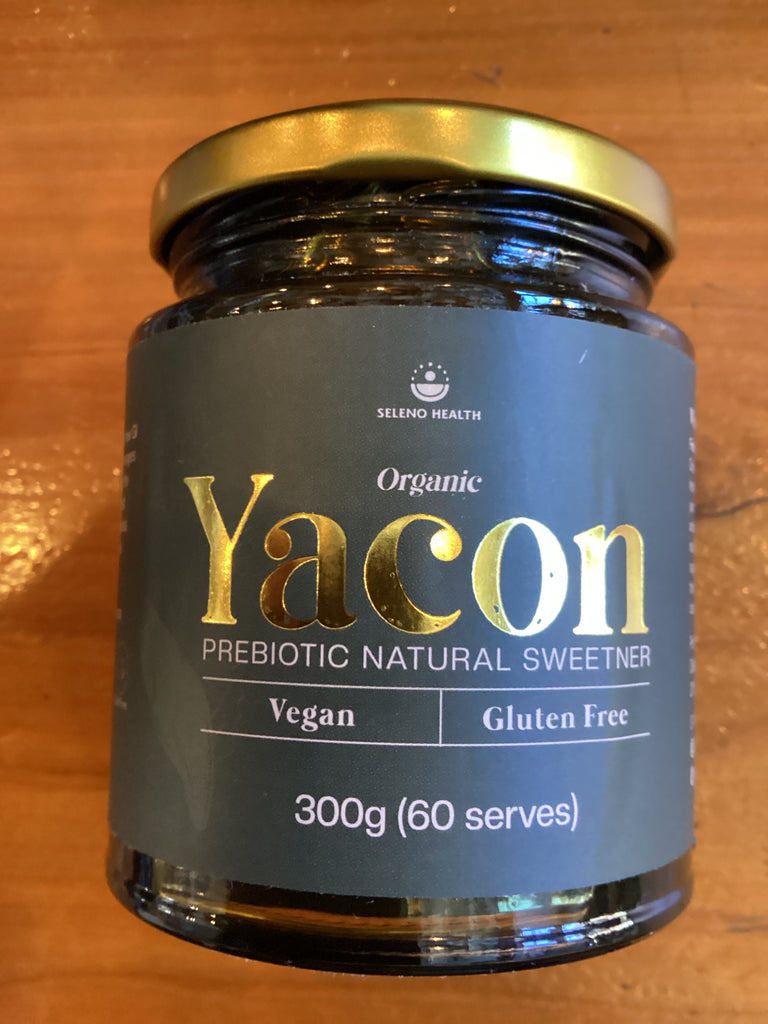 SELENO HEALTH
Organic
Yacon
PREBIOTIC NATURAL SWEETNER
Vegan
Gluten Free
300g (60 serves)